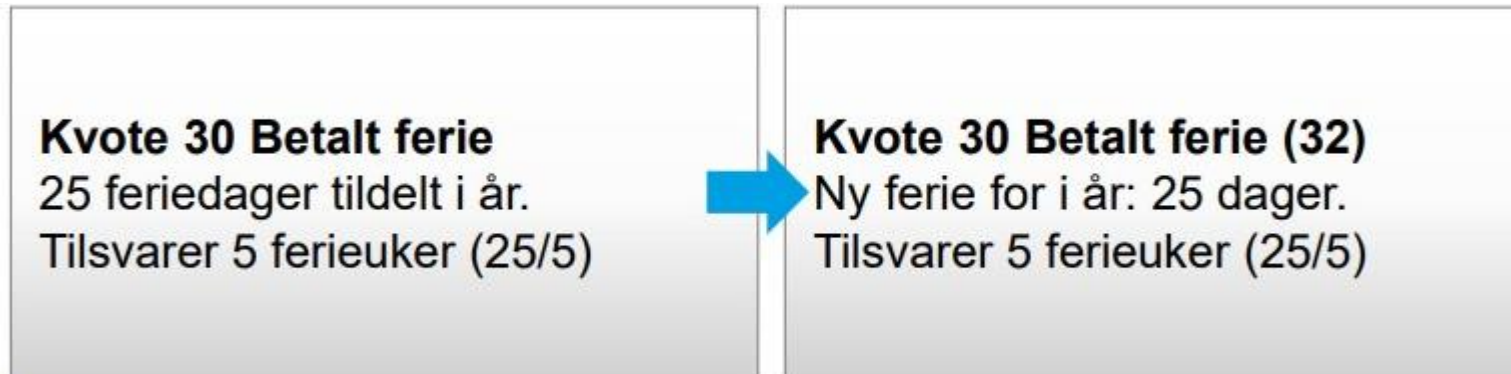 Kvote 30 Betalt ferie
25 feriedager tildelt i år.
Tilsvarer 5 ferieuker (25/5)
Kvote 30 Betalt ferie (32)
Ny ferie for i år: 25 dager.
Tilsvarer 5 ferieuker (25/5)